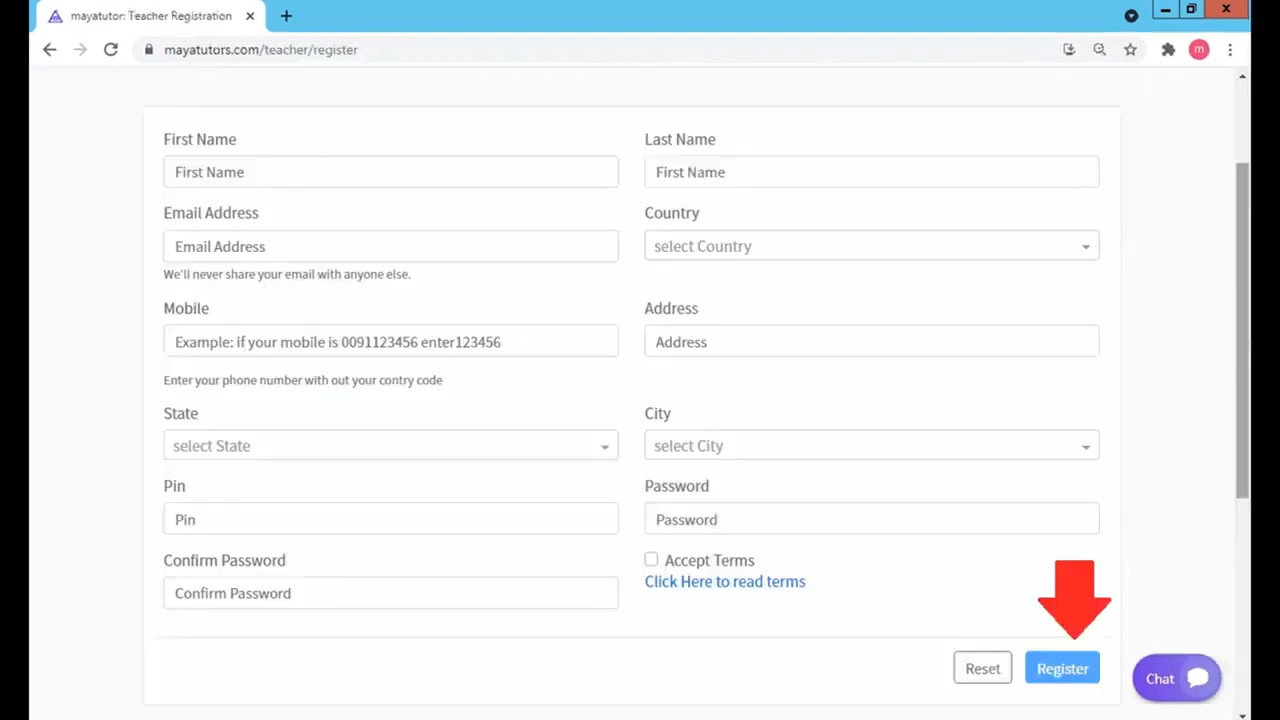 mayatutor: Teacher Registration
mayatutors.com/teacher/register
m
First Name
Last Name
First Name
First Name
Email Address
Country
Email Address
select Country
We'll never share your email with anyone else.
Mobile
Address
Example: if your mobile is 0091123456 enter123456
Address
Enter your phone number with out your contry code
State
City
select State
select City
Pin
Password
Pin
Password
Confirm Password
Accept Terms
Click Here to read terms
Confirm Password
Reset
Register
Chat